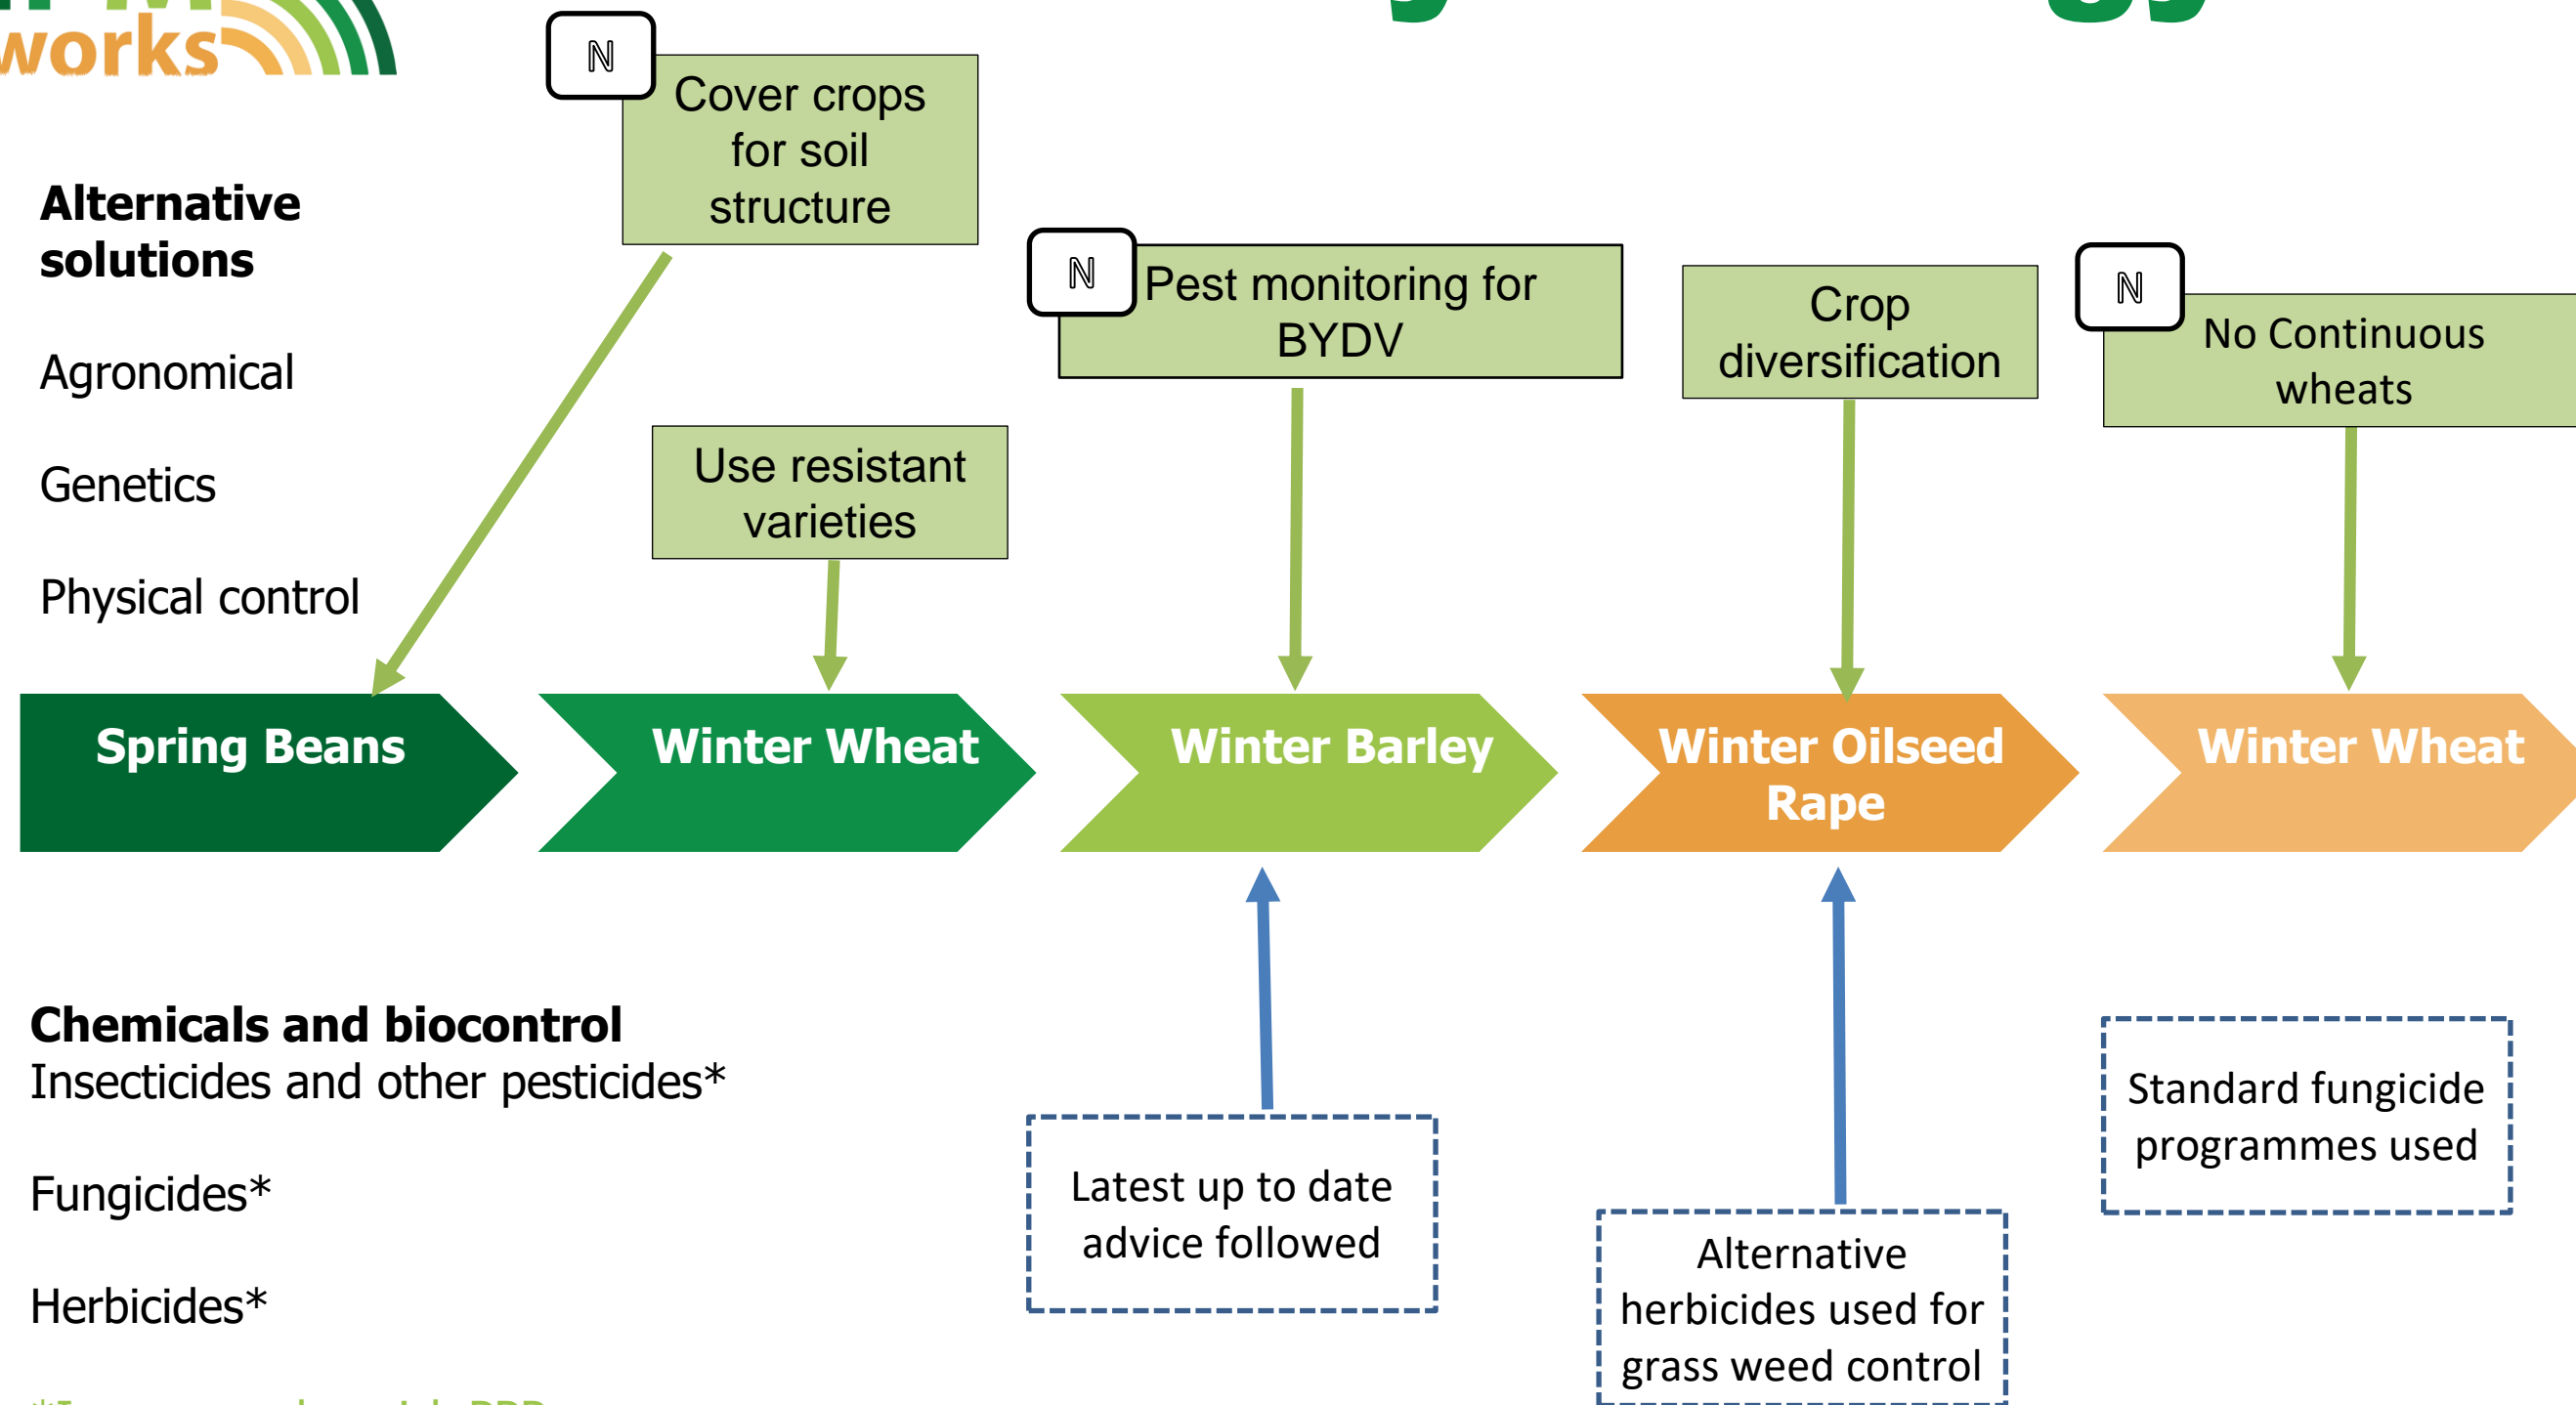 works
ℕ
Cover crops
for soil
structure
Alternative
solutions
ℕ
Pest monitoring for
BYDV
Crop
diversification
ℕ
No Continuous
wheats
Agronomical
Use resistant
varieties
Genetics
Physical control
Spring Beans
Winter Wheat
Winter Barley
Winter Oilseed
Rape
Winter Wheat
Chemicals and biocontrol
Insecticides and other pesticides*
Fungicides*
Herbicides*
Latest up to date
advice followed
Alternative
herbicides used for
grass weed control
Standard fungicide
programmes used